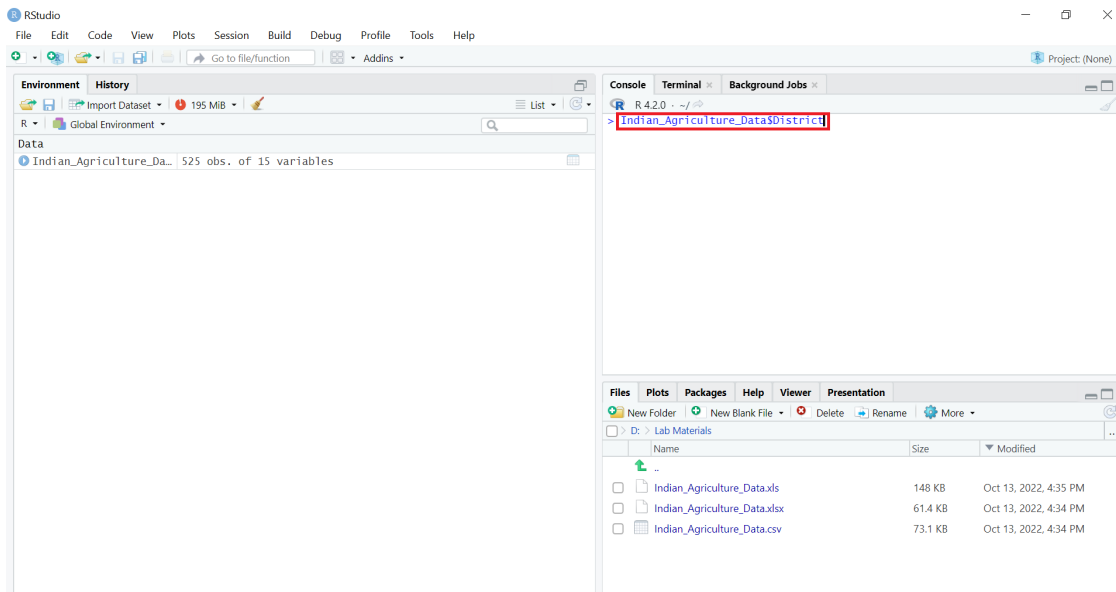 RStudio
File Edit Code View Plots Session Build Debug Profile Tools Help
Go to file/function Addins Project: (None)
Environment History
Import Dataset 195 MiB List
R Global Environment
Data
Indian_Agriculture_Da… 525 obs. of 15 variables
Console Terminal Background Jobs
R 4.2.0 · ~/
> Indian_Agriculture_Data$District
Files Plots Packages Help Viewer Presentation
New Folder New Blank File Delete Rename More
D: Lab Materials ..
Name Size Modified
..
Indian_Agriculture_Data.xls 148 KB Oct 13, 2022, 4:35 PM
Indian_Agriculture_Data.xlsx 61.4 KB Oct 13, 2022, 4:34 PM
Indian_Agriculture_Data.csv 73.1 KB Oct 13, 2022, 4:34 PM